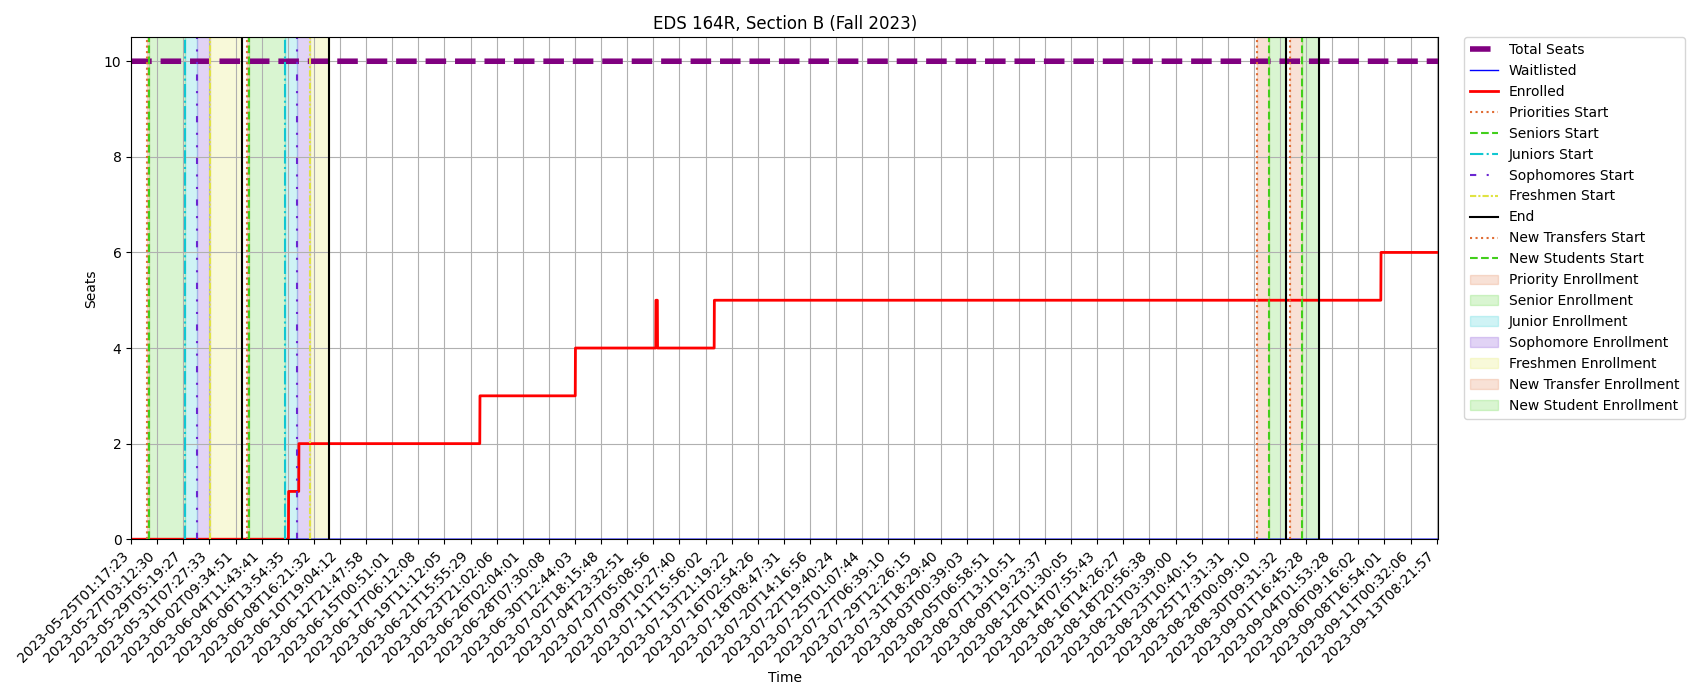 EDS 164R, Section B (Fall 2023)
Seats
10
8
6
4
2
0
2023-05-25T01:17:23
2023-05-27T03:12:30
2023-05-29T05:19:27
2023-05-31T07:27:33
2023-06-02T09:34:51
2023-06-04T11:43:41
2023-06-06T13:54:35
2023-06-08T16:21:32
2023-06-10T19:04:12
2023-06-12T21:47:58
2023-06-15T00:51:01
2023-06-17T06:12:08
2023-06-19T11:12:05
2023-06-21T15:55:29
2023-06-23T21:02:06
2023-06-26T02:04:01
2023-06-28T07:30:08
2023-06-30T12:44:03
2023-07-02T18:15:48
2023-07-04T23:32:51
2023-07-07T05:08:56
2023-07-09T10:27:40
2023-07-11T15:56:02
2023-07-13T21:19:22
2023-07-16T02:54:26
2023-07-18T08:47:31
2023-07-20T14:16:56
2023-07-22T19:40:24
2023-07-25T01:07:44
2023-07-27T06:39:10
2023-07-29T12:26:15
2023-07-31T18:29:40
2023-08-03T00:39:03
2023-08-05T06:58:51
2023-08-07T13:10:51
2023-08-09T19:23:37
2023-08-12T01:30:05
2023-08-14T07:55:43
2023-08-16T14:26:27
2023-08-18T20:56:38
2023-08-21T03:39:00
2023-08-23T10:40:15
2023-08-25T17:31:31
2023-08-28T00:09:10
2023-08-30T09:31:32
2023-09-01T16:45:28
2023-09-04T01:53:28
2023-09-06T09:16:02
2023-09-08T16:54:01
2023-09-11T00:32:06
2023-09-13T08:21:57
Time
Total Seats
Waitlisted
Enrolled
Priorities Start
Seniors Start
Juniors Start
Sophomores Start
Freshmen Start
End
New Transfers Start
New Students Start
Priority Enrollment
Senior Enrollment
Junior Enrollment
Sophomore Enrollment
Freshmen Enrollment
New Transfer Enrollment
New Student Enrollment